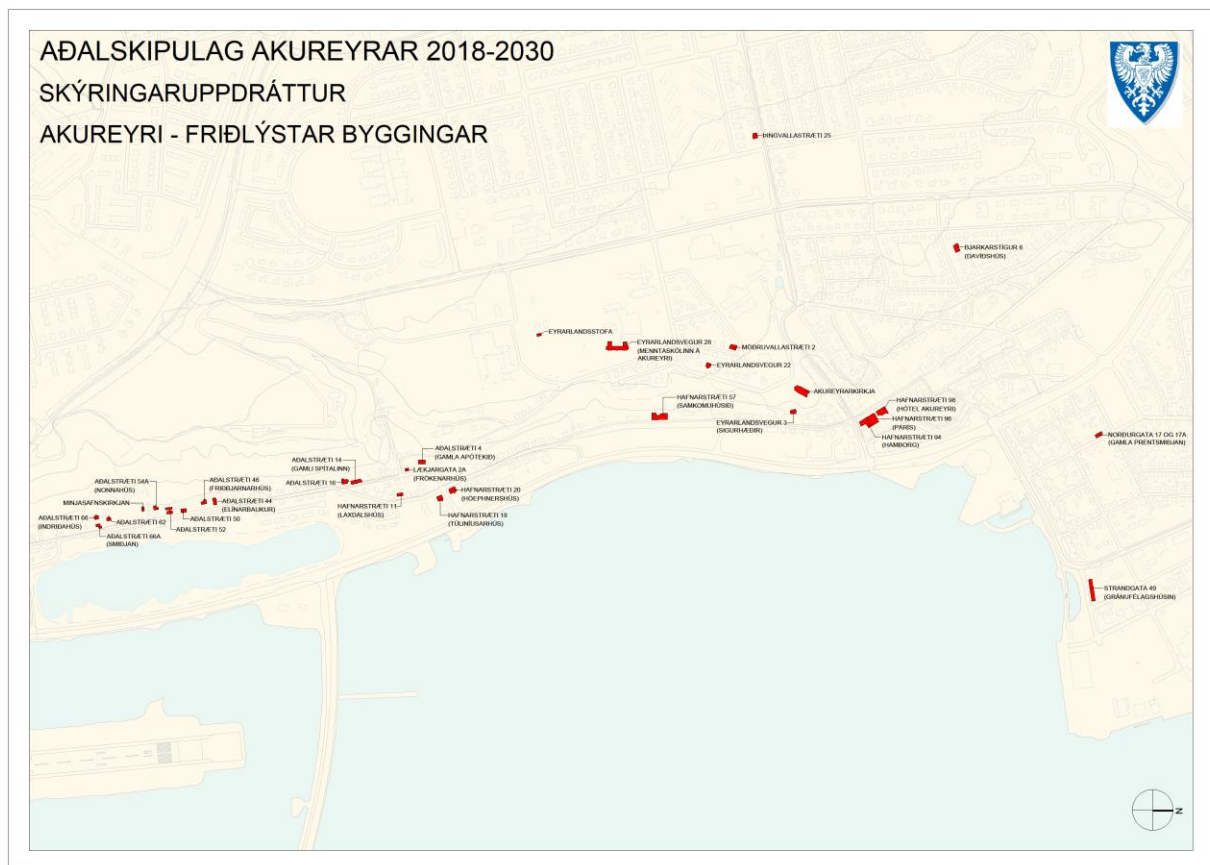 AÐALSKIPULAG AKUREYRAR 2018-2030
SKÝRINGARUPPDRÁTTUR
AKUREYRI - FRIÐLÝSTAR BYGGINGAR
ÞINGVALLASTRÆTI 25
BJARKARSTÍGUR 6
(DAVÍÐSHÚS)
EYRARLANDSSTOFA
EYRARLANDSVEGUR 28
(MENNTASKÓLINN Á
AKUREYRI)
MÖÐRUVALLASTRÆTI 2
EYRARLANDSVEGUR 22
AKUREYRARKIRKJA
HAFNARSTRÆTI 57
(SAMKOMUHÚSIÐ)
EYRARLANDSVEGUR 3
(SIGURHÆÐIR)
HAFNARSTRÆTI 98
(HÓTEL AKUREYRI)
HAFNARSTRÆTI 96
(PARÍS)
HAFNARSTRÆTI 94
(HAMBORG)
NORÐURGATA 17 OG 17A
(GAMLA PRENTSMIÐJAN)
AÐALSTRÆTI 4
(GAMLA APÓTEKIÐ)
AÐALSTRÆTI 14
(GAMLI SPÍTALINN)
LÆKJARGATA 2A
(FRÖKENARHÚS)
AÐALSTRÆTI 16
AÐALSTRÆTI 54A
(NONNAHÚS)
AÐALSTRÆTI 46
(FRIÐBJARNARHÚS)
HAFNARSTRÆTI 20
(HÖEPHNERSHÚS)
MINJASAFNSKIRKJAN
AÐALSTRÆTI 44
(ELÍNARBAUKUR)
HAFNARSTRÆTI 11
(LAXDALSHÚS)
HAFNARSTRÆTI 18
(TÚLINÍUSARHÚS)
AÐALSTRÆTI 66
(INDRIÐAHÚS)
AÐALSTRÆTI 62
AÐALSTRÆTI 50
AÐALSTRÆTI 52
AÐALSTRÆTI 66A
(SMIÐJAN)
STRANDGATA 49
(GRÁNUFÉLAGSHÚSIN)
N